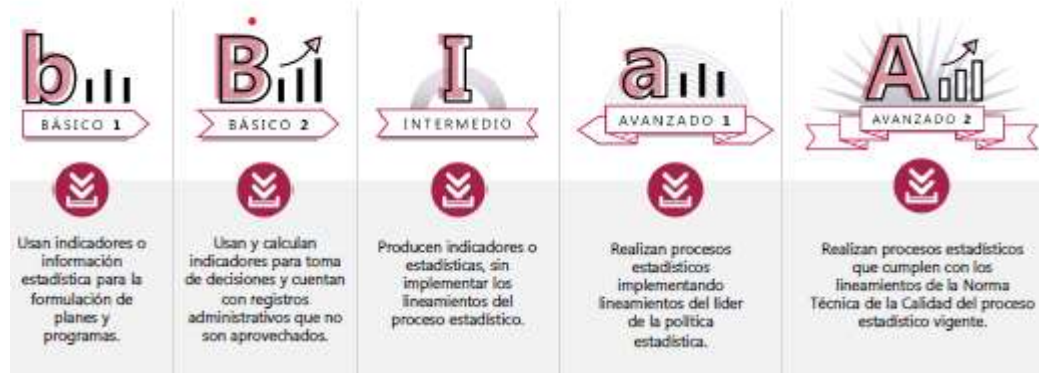 b
BÁSICO 1
Usan indicadores o
información
estadística para la
formulación de
planes y
programas.
B
BÁSICO 2
Usan y calculan
indicadores para toma
de decisiones y cuentan
con registros
administrativos que no
son aprovechados.
I
INTERMEDIO
Producen indicadores o
estadísticas, sin
implementar los
lineamientos del
proceso estadístico.
a
AVANZADO 1
Realizan procesos
estadísticos
implementando
lineamientos del líder
de la política
estadística.
A
AVANZADO 2
Realizan procesos estadísticos
que cumplen con los
lineamientos de la Norma
Técnica de la Calidad del proceso
estadístico vigente.